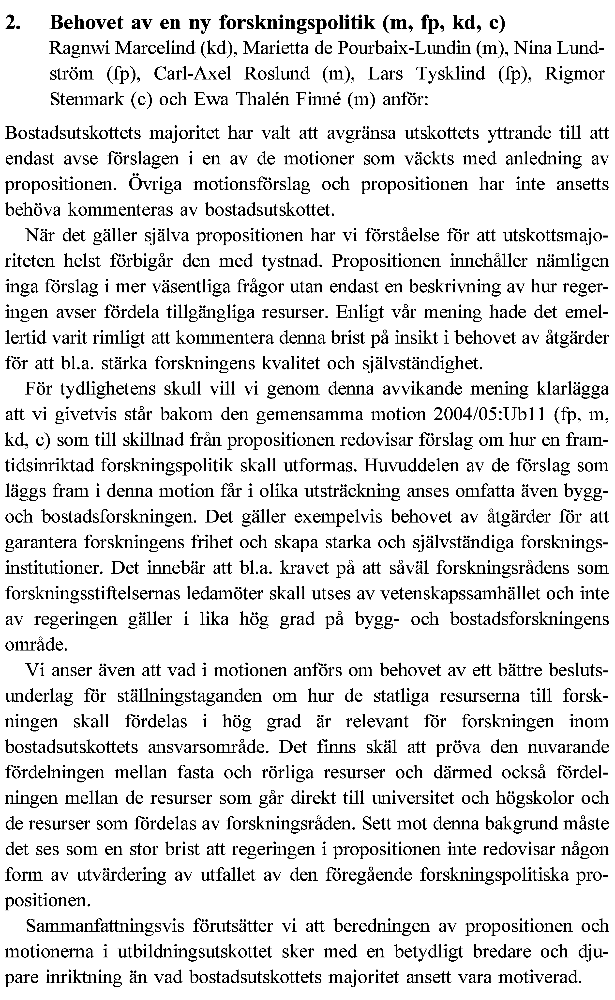 2. Behovet av en ny forskningspolitik (m, fp, kd, c)
Ragnwi Marcelind (kd), Marietta de Pourbaix-Lundin (m), Nina Lund-
ström (fp), Carl-Axel Roslund (m), Lars Tysklind (fp), Rigmor
Stenmark (c) och Ewa Thalén Finné (m) anför:
Bostadsutskottets majoritet har valt att avgränsa utskottets yttrande till att
endast avse förslagen i en av de motioner som väckts med anledning av
propositionen. Övriga motionsförslag och propositionen har inte ansetts
behöva kommenteras av bostadsutskottet.
När det gäller själva propositionen har vi förståelse för att utskottsmajo-
riteten helst förbigår den med tystnad. Propositionen innehåller nämligen
inga förslag i mer väsentliga frågor utan endast en beskrivning av hur reger-
ingen avser fördela tillgängliga resurser. Enligt vår mening hade det emel-
lertid varit rimligt att kommentera denna brist på insikt i behovet av åtgärder
för att bl.a. stärka forskningens kvalitet och självständighet.
För tydlighetens skull vill vi genom denna avvikande mening klarlägga
att vi givetvis står bakom den gemensamma motion 2004/05:Ub11 (fp, m,
kd, c) som till skillnad från propositionen redovisar förslag om hur en fram-
tidsinriktad forskningspolitik skall utformas. Huvuddelen av de förslag som
läggs fram i denna motion får i olika utsträckning anses omfatta även bygg-
och bostadsforskningen. Det gäller exempelvis behovet av åtgärder för att
garantera forskningens frihet och skapa starka och självständiga forsknings-
institutioner. Det innebär att bl.a. kravet på att såväl forskningsrådens som
forskningsstiftelsernas ledamöter skall utses av vetenskapssamhället och inte
av regeringen gäller i lika hög grad på bygg- och bostadsforskningens
område.
Vi anser även att vad i motionen anförs om behovet av ett bättre besluts-
underlag för ställningstaganden om hur de statliga resurserna till forsk-
ningen skall fördelas i hög grad är relevant för forskningen inom
bostadsutskottets ansvarsområde. Det finns skäl att pröva den nuvarande
fördelningen mellan fasta och rörliga resurser och därmed också fördel-
ningen mellan de resurser som går direkt till universitet och högskolor och
de resurser som fördelas av forskningsråden. Sett mot denna bakgrund måste
det ses som en stor brist att regeringen i propositionen inte redovisar någon
form av utvärdering av utfallet av den föregående forskningspolitiska pro-
positionen.
Sammanfattningsvis förutsätter vi att beredningen av propositionen och
motionerna i utbildningsutskottet sker med en betydligt bredare och dju-
pare inriktning än vad bostadsutskottets majoritet ansett vara motiverad.